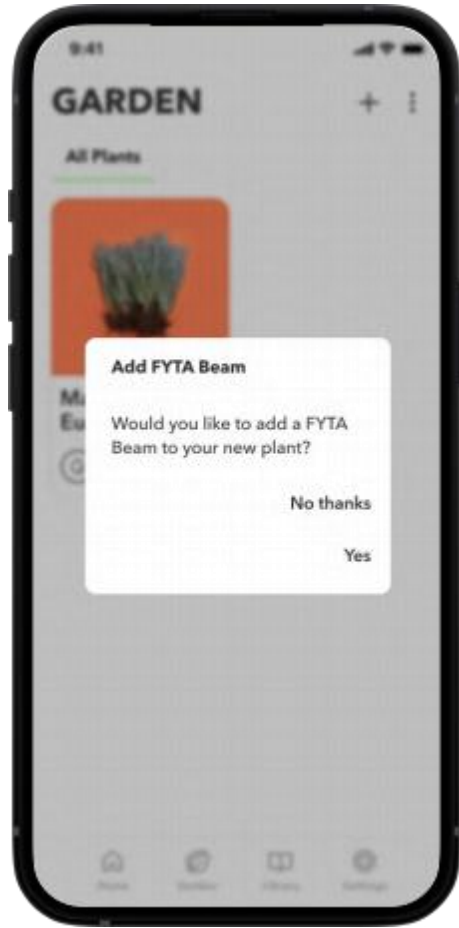 9:41
GARDEN
All Plants
Add FYTA Beam
Would you like to add a FYTA
Beam to your new plant?
No thanks
Yes